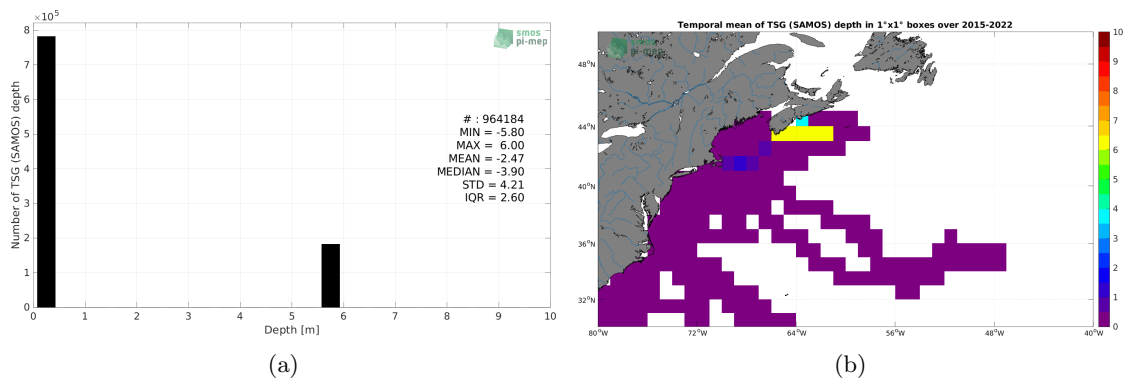 ×10⁵
8
7
6
5
4
3
2
1
0
Number of TSG (SAMOS) depth
smos
pi-mep
# : 964184
MIN = -5.80
MAX = 6.00
MEAN = -2.47
MEDIAN = -3.90
STD = 4.21
IQR = 2.60
0 1 2 3 4 5 6 7 8 9 10
Depth [m]
(a)
Temporal mean of TSG (SAMOS) depth in 1°x1° boxes over 2015-2022
smos
pi-mep
48°N
44°N
40°N
36°N
32°N
80°W 72°W 64°W 56°W 48°W 40°W
10
9
8
7
6
5
4
3
2
1
0
(b)